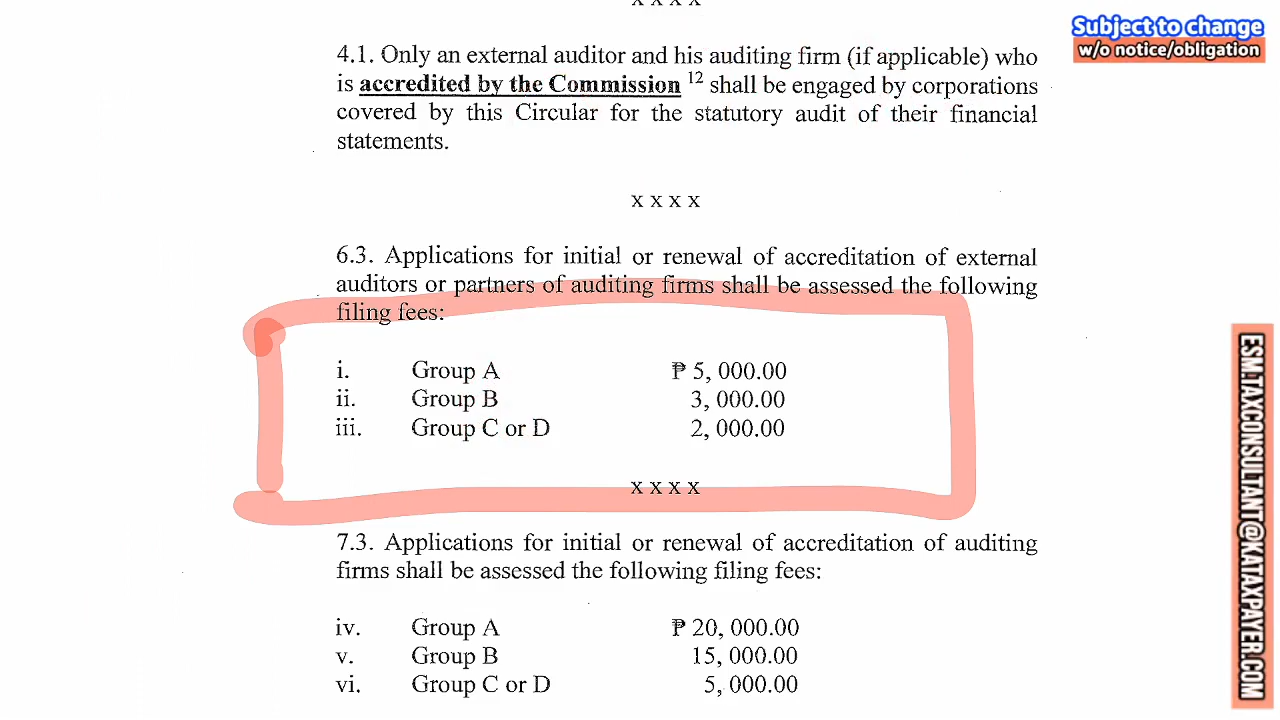 x x x x
Subject to change
w/o notice/obligation
4.1. Only an external auditor and his auditing firm (if applicable) who
is accredited by the Commission 12 shall be engaged by corporations
covered by this Circular for the statutory audit of their financial
statements.
x x x x
6.3. Applications for initial or renewal of accreditation of external
auditors or partners of auditing firms shall be assessed the following
filing fees:
i. Group A ₱ 5, 000.00
ii. Group B 3, 000.00
iii. Group C or D 2, 000.00
x x x x
7.3. Applications for initial or renewal of accreditation of auditing
firms shall be assessed the following filing fees:
iv. Group A ₱ 20, 000.00
v. Group B 15, 000.00
vi. Group C or D 5, 000.00
ESM.TAXCONSULTANT@KATAXPAYER.COM